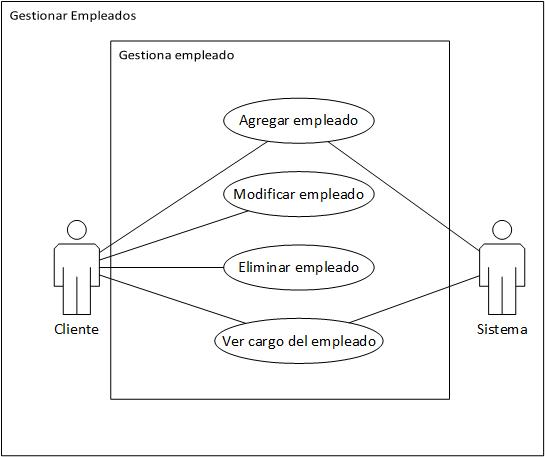 Gestionar Empleados
Gestiona empleado
Agregar empleado
Modificar empleado
Eliminar empleado
Ver cargo del empleado
Cliente
Sistema